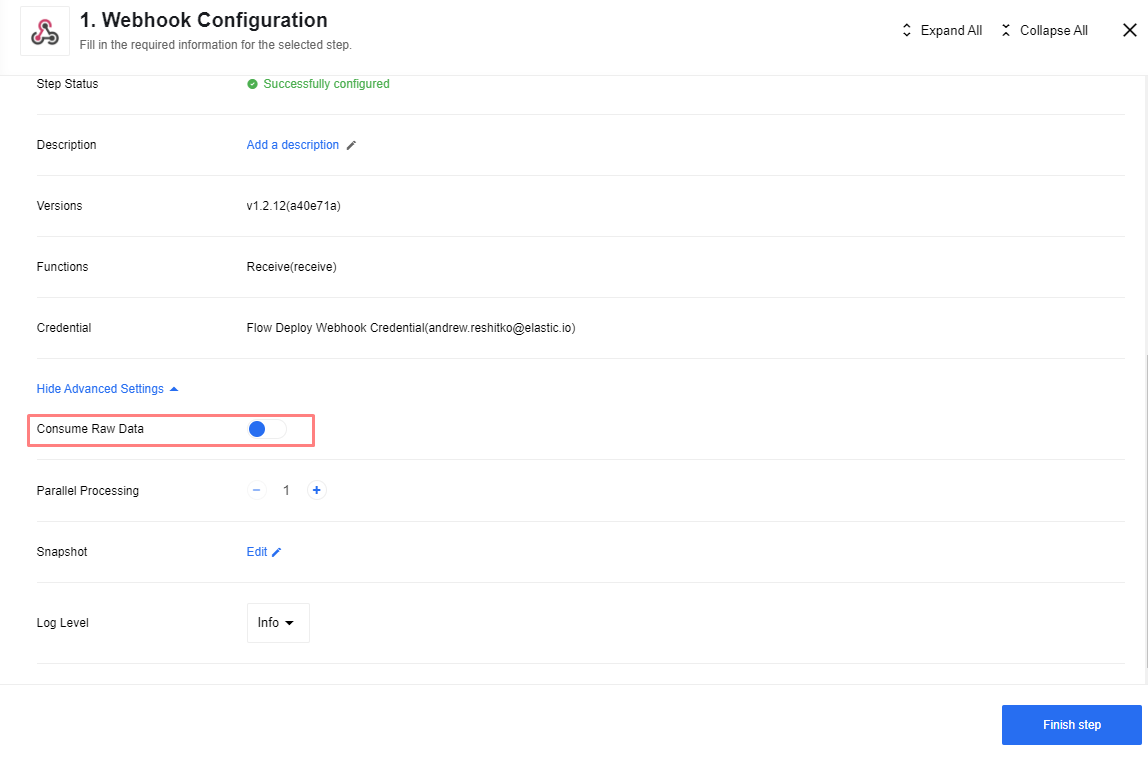 1. Webhook Configuration
Fill in the required information for the selected step.
Expand All
Collapse All
Step Status
Successfully configured
Description
Add a description
Versions
v1.2.12(a40e71a)
Functions
Receive(receive)
Credential
Flow Deploy Webhook Credential(andrew.reshitko@elastic.io)
Hide Advanced Settings
Consume Raw Data
Parallel Processing
− 1 +
Snapshot
Edit
Log Level
Info
Finish step